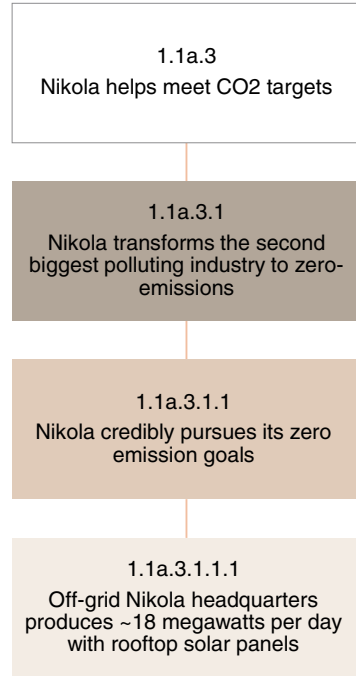 1.1a.3
Nikola helps meet CO2 targets
1.1a.3.1
Nikola transforms the second
biggest polluting industry to zero-
emissions
1.1a.3.1.1
Nikola credibly pursues its zero
emission goals
1.1a.3.1.1.1
Off-grid Nikola headquarters
produces ~18 megawatts per day
with rooftop solar panels